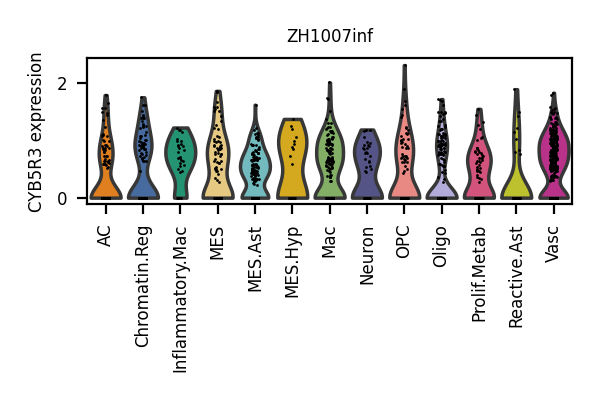 ZH1007inf
CYB5R3 expression
2
0
AC
Chromatin.Reg
Inflammatory.Mac
MES
MES.Ast
MES.Hyp
Mac
Neuron
OPC
Oligo
Prolif.Metab
Reactive.Ast
Vasc